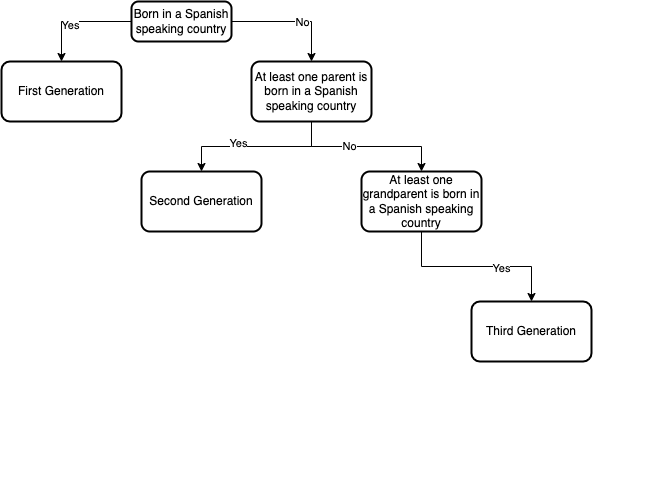 Born in a Spanish
speaking country
Yes
No
First Generation
At least one parent is
born in a Spanish
speaking country
Yes
No
Second Generation
At least one
grandparent is born in
a Spanish speaking
country
Yes
Third Generation